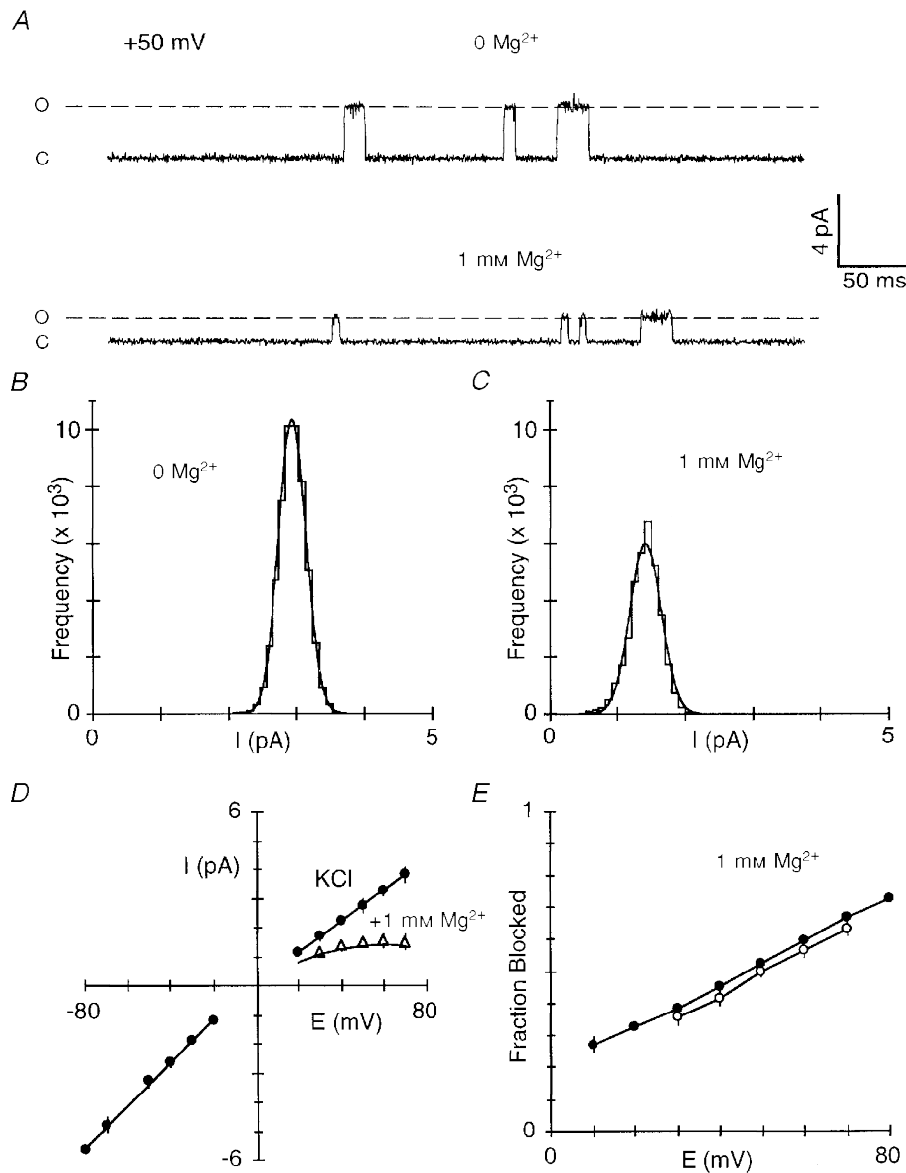 A
+50 mV
0 Mg²⁺
O
C
4 pA
50 ms
1 mM Mg²⁺
O
C
B
C
10
0 Mg²⁺
Frequency (x 10³)
0
0
I (pA)
5
10
1 mM Mg²⁺
Frequency (x 10³)
0
0
I (pA)
5
D
6
I (pA)
KCl
+1 mM Mg²⁺
-80
E (mV)
80
-6
E
1
1 mM Mg²⁺
Fraction Blocked
0
0
E (mV)
80